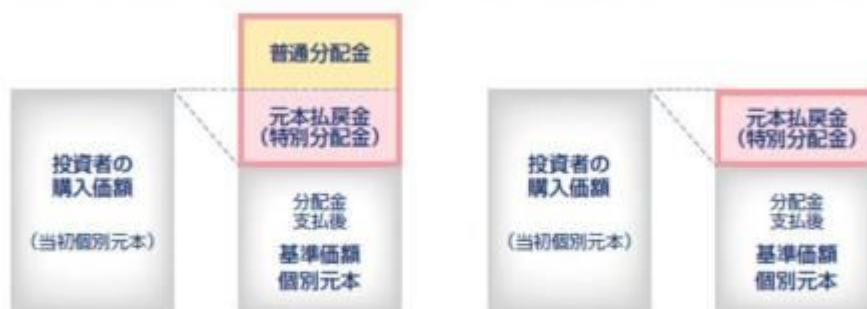 普通分配金
元本払戻金
(特別分配金)
投資者の
購入価額
(当初個別元本)
分配金
支払後
基準価額
個別元本
元本払戻金
(特別分配金)
投資者の
購入価額
(当初個別元本)
分配金
支払後
基準価額
個別元本